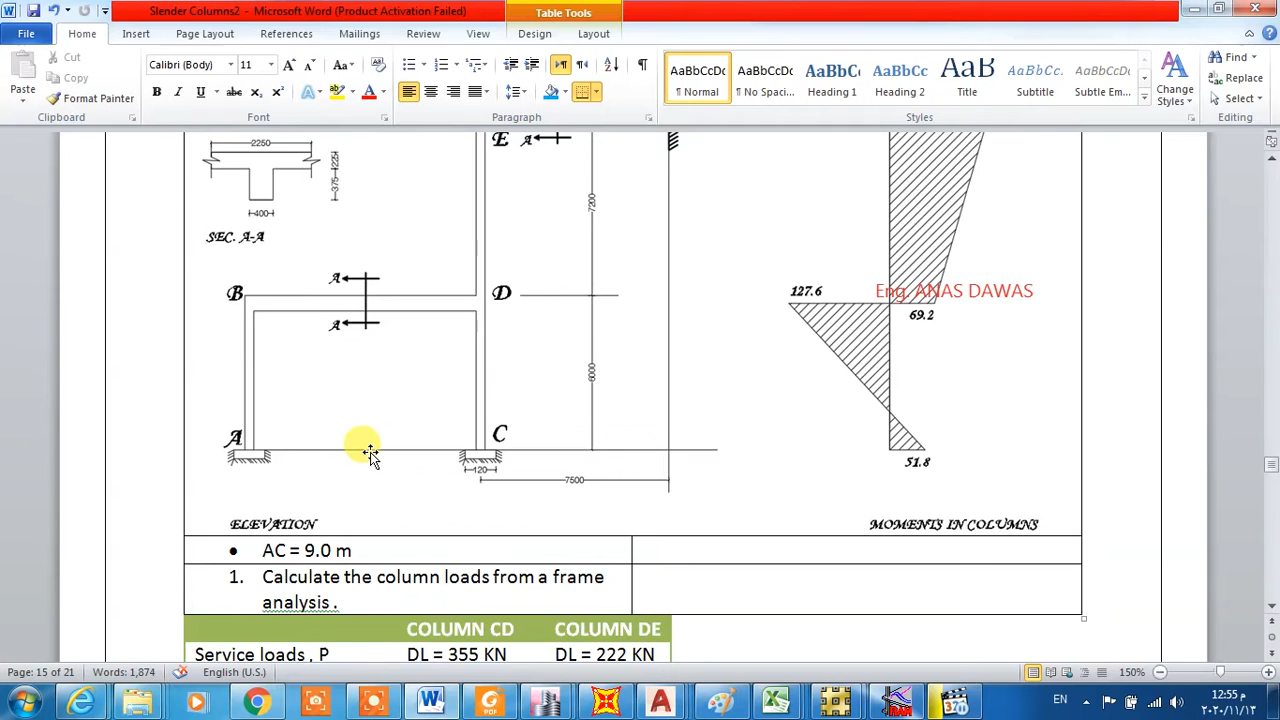 Slender Columns2 - Microsoft Word (Product Activation Failed)
Table Tools
File
Home
Insert
Page Layout
References
Mailings
Review
View
Design
Layout
Cut
Copy
Format Painter
Paste
Clipboard
Calibri (Body)
11
Font
Paragraph
AaBbCcDc
¶ Normal
AaBbCcDc
¶ No Spaci...
AaBbCc
Heading 1
AaBbCc
Heading 2
AaB
Title
AaBbCc.
Subtitle
AaBbCcDc
Subtle Em...
Change
Styles
Styles
Find
Replace
Select
Editing
2250
225
375
400
SEC. A-A
E
A
7200
A
B
D
A
6000
A
C
120
7500
ELEVATION
127.6
Eng. ANAS DAWAS
69.2
51.8
MOMENTS IN COLUMNS
• AC = 9.0 m
1. Calculate the column loads from a frame
analysis .
COLUMN CD
COLUMN DE
Service loads , P
DL = 355 KN
DL = 222 KN
Page: 15 of 21
Words: 1,874
English (U.S.)
150%
EN
12:55 م
٢٠٢٠/١١/١٣